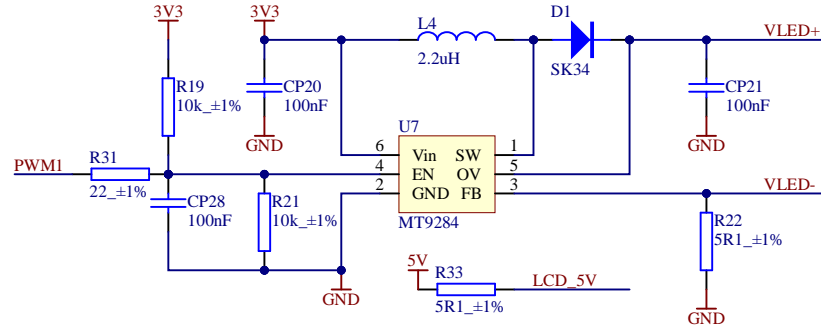 3V3
3V3
L4
2.2uH
D1
SK34
VLED+
R19
10k_±1%
CP20
100nF
GND
CP21
100nF
GND
U7
6
Vin
SW
1
4
EN
OV
5
2
GND
FB
3
MT9284
PWM1
R31
22_±1%
CP28
100nF
R21
10k_±1%
VLED-
R22
5R1_±1%
5V
R33
5R1_±1%
LCD_5V
GND
GND